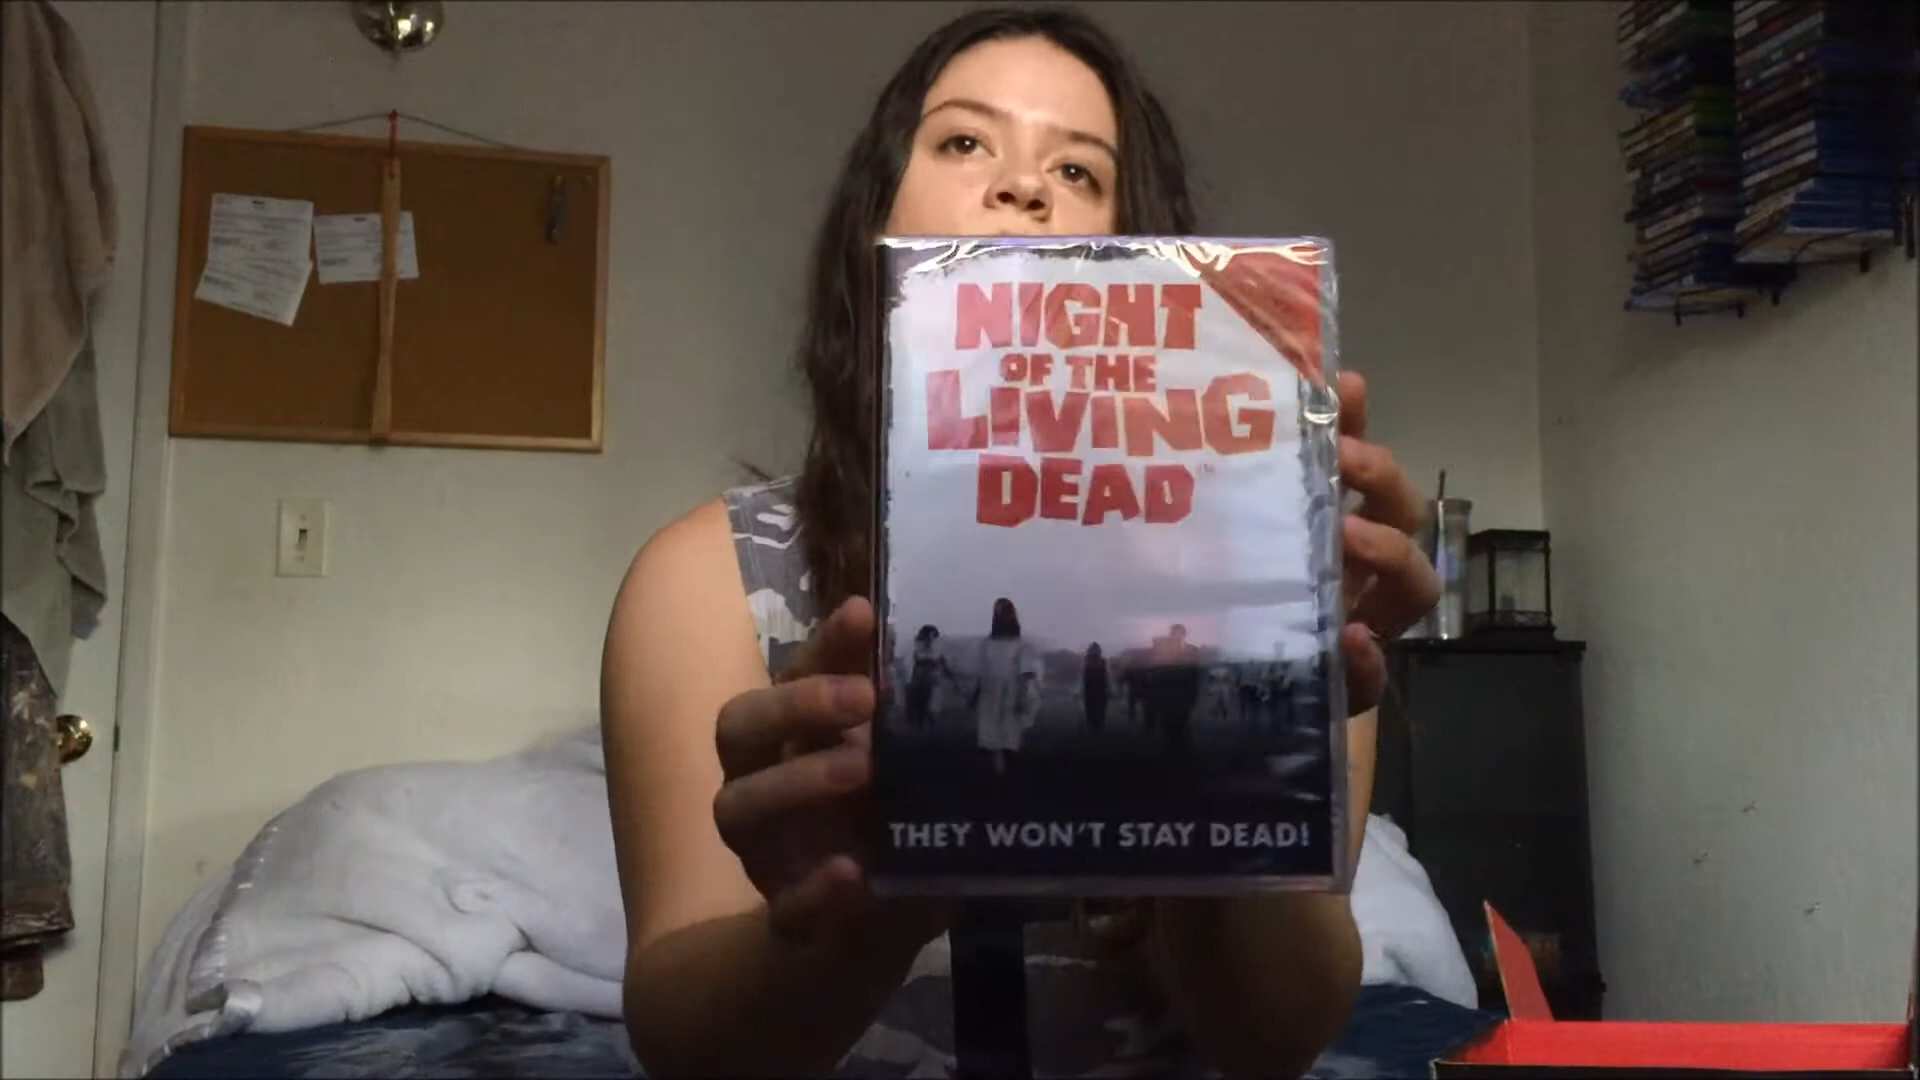 NIGHT
OF THE
LIVING
DEAD
THEY WON'T STAY DEAD!